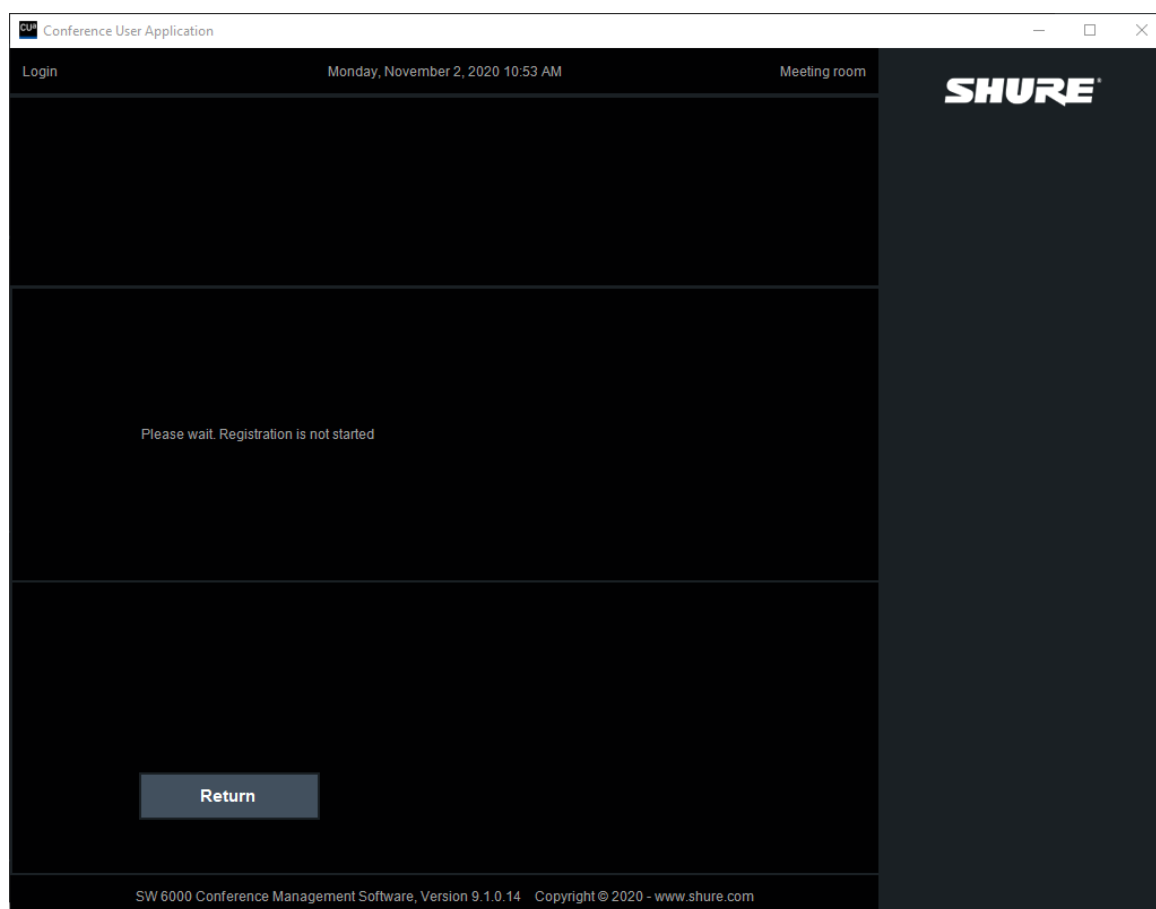 CUa Conference User Application
Login Monday, November 2, 2020 10:53 AM Meeting room
SHURE
Please wait. Registration is not started
Return
SW 6000 Conference Management Software, Version 9.1.0.14 Copyright © 2020 - www.shure.com